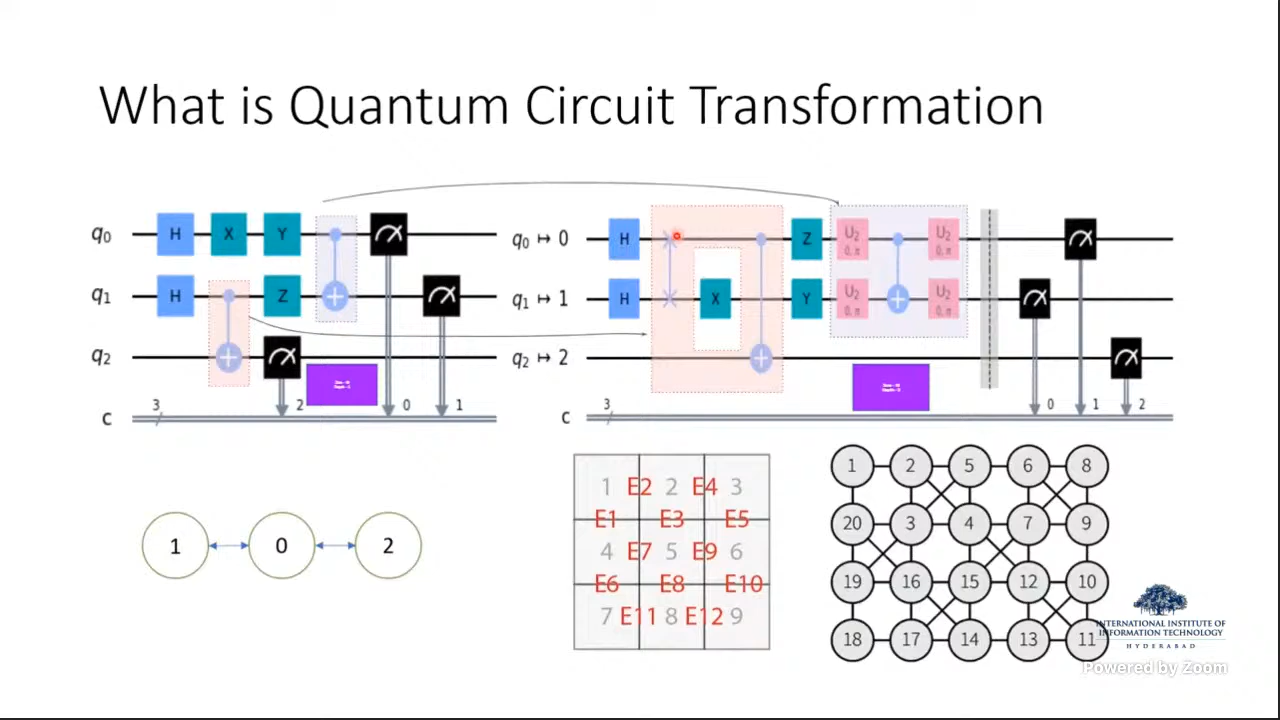 What is Quantum Circuit Transformation
q0 H X Y
q1 H Z
q2
c 3 2 0 1
q0 ↦ 0 H Z U2 0, π U2 0, π
q1 ↦ 1 H X Y U2 0, π U2 0, π
q2 ↦ 2
c 3 0 1 2
1 0 2
1 E2 2 E4 3
E1 E3 E5
4 E7 5 E9 6
E6 E8 E10
7 E11 8 E12 9
1 2 5 6 8
20 3 4 7 9
19 16 15 12 10
18 17 14 13 11
INTERNATIONAL INSTITUTE OF
INFORMATION TECHNOLOGY
HYDERABAD
Powered by Zoom